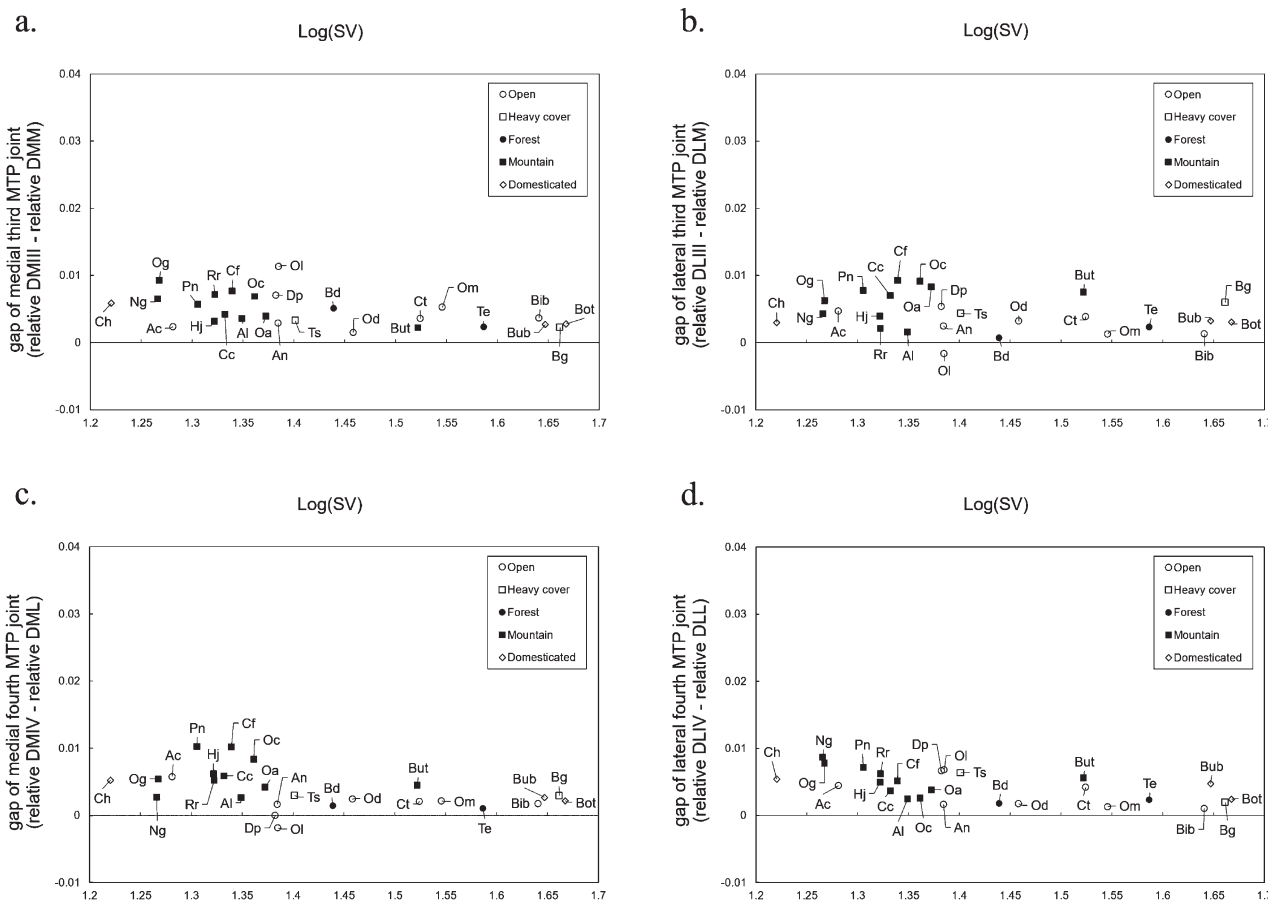 a.
Log(SV)
gap of medial third MTP joint
(relative DMIII - relative DMM)
0.04
0.03
0.02
0.01
0
-0.01
Open
Heavy cover
Forest
Mountain
Domesticated
Og
Ng
Ch
Ac
Pn
Rr
Hj
Cf
Cc
Al
Oc
Oa
Ol
Dp
An
Ts
Bd
Od
Ct
But
Om
Te
Bib
Bub
Bot
Bg
1.2 1.25 1.3 1.35 1.4 1.45 1.5 1.55 1.6 1.65 1.7
b.
Log(SV)
gap of lateral third MTP joint
(relative DLIII - relative DLM)
0.04
0.03
0.02
0.01
0
-0.01
Open
Heavy cover
Forest
Mountain
Domesticated
Ch
Og
Ng
Ac
Pn
Cc
Hj
Rr
Cf
Al
Oc
Oa
Dp
An
Ol
Ts
Bd
Od
But
Ct
Om
Te
Bub
Bib
Bg
Bot
1.2 1.25 1.3 1.35 1.4 1.45 1.5 1.55 1.6 1.65 1.7
c.
Log(SV)
gap of medial fourth MTP joint
(relative DMIV - relative DML)
0.04
0.03
0.02
0.01
0
-0.01
Open
Heavy cover
Forest
Mountain
Domesticated
Ch
Og
Ng
Ac
Pn
Hj
Rr
Cf
Cc
Al
Oc
Oa
An
Dp
Ol
Ts
Bd
Od
But
Ct
Om
Te
Bub
Bib
Bg
Bot
1.2 1.25 1.3 1.35 1.4 1.45 1.5 1.55 1.6 1.65 1.7
d.
Log(SV)
gap of lateral fourth MTP joint
(relative DLIV - relative DLL)
0.04
0.03
0.02
0.01
0
-0.01
Open
Heavy cover
Forest
Mountain
Domesticated
Ch
Ng
Og
Ac
Pn
Rr
Hj
Cc
Cf
Al
Oc
Oa
Dp
Ol
An
Ts
Bd
Od
But
Ct
Om
Te
Bub
Bib
Bot
Bg
1.2 1.25 1.3 1.35 1.4 1.45 1.5 1.55 1.6 1.65 1.7